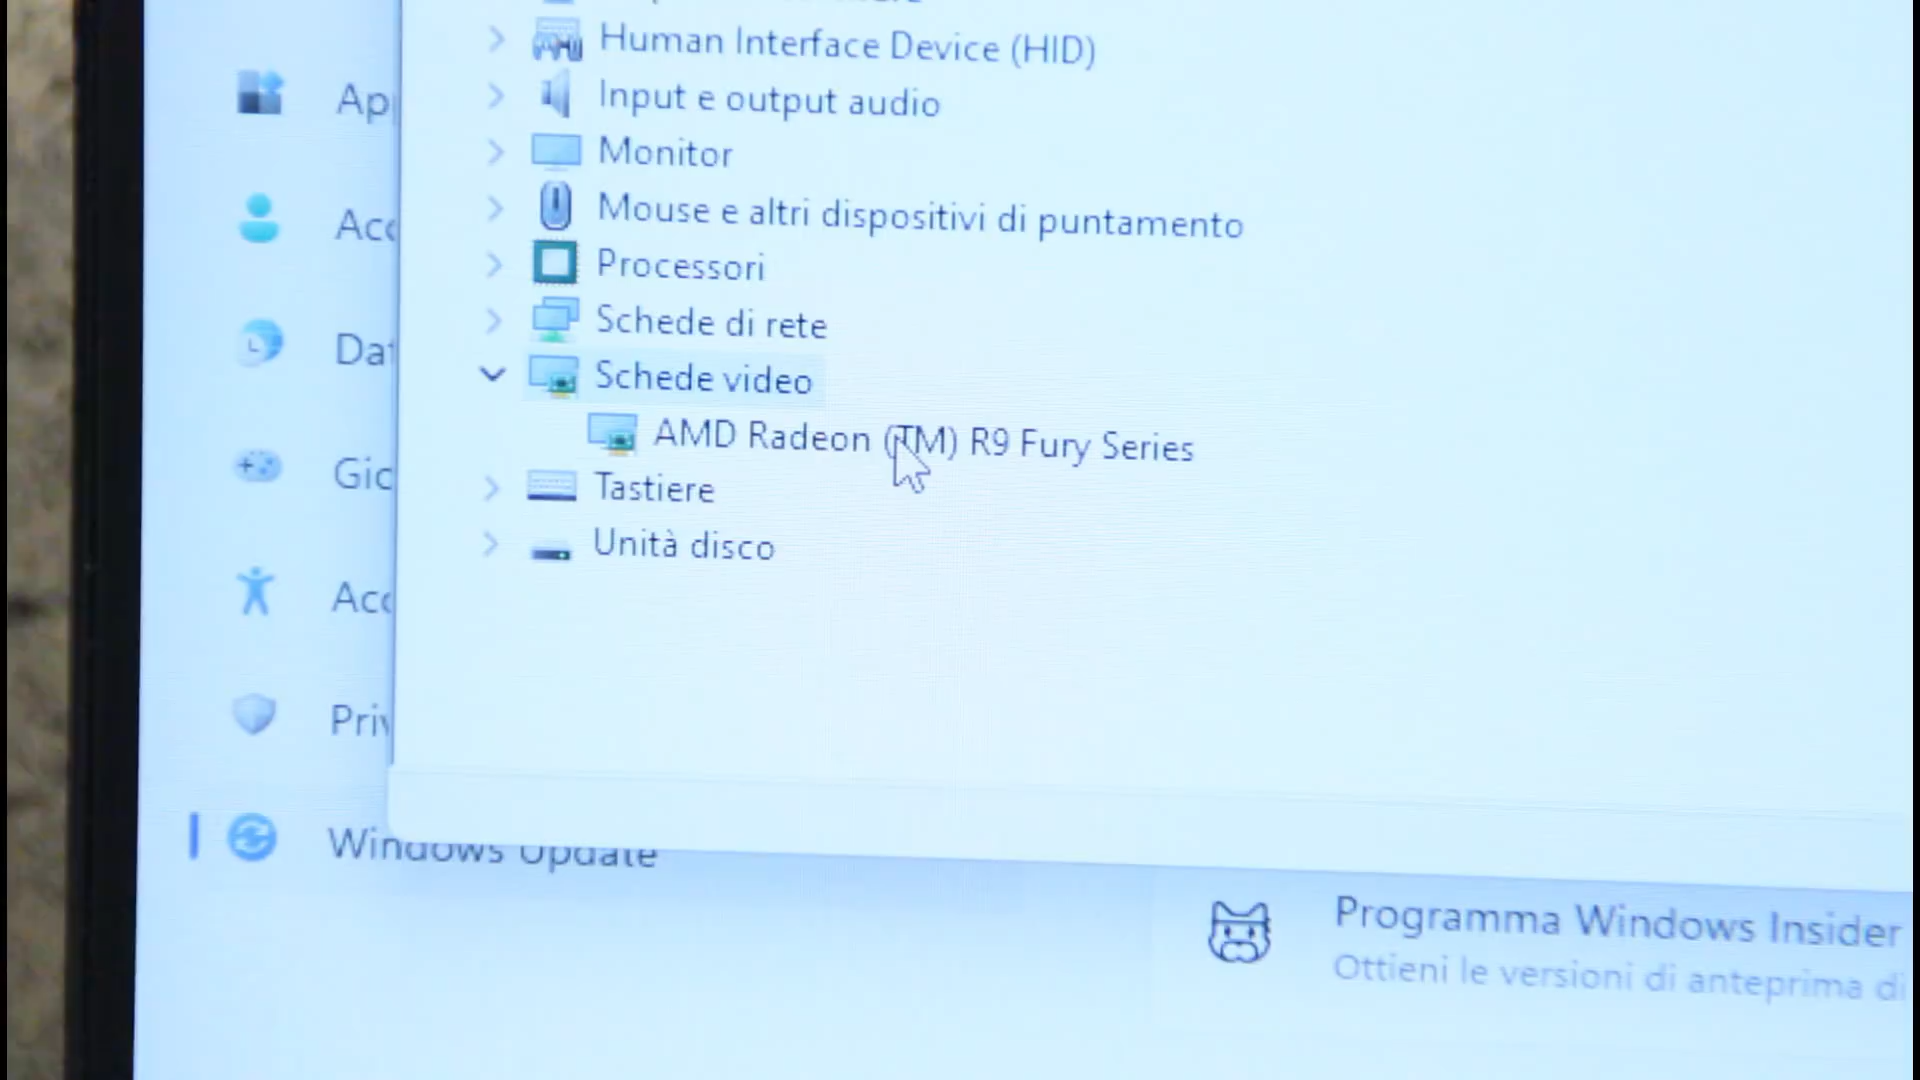 Human Interface Device (HID)
Input e output audio
Monitor
Mouse e altri dispositivi di puntamento
Processori
Schede di rete
Schede video
AMD Radeon (TM) R9 Fury Series
Tastiere
Unità disco
Ap
Acc
Dat
Gio
Acc
Priv
Windows Update
Programma Windows Insider
Ottieni le versioni di anteprima di